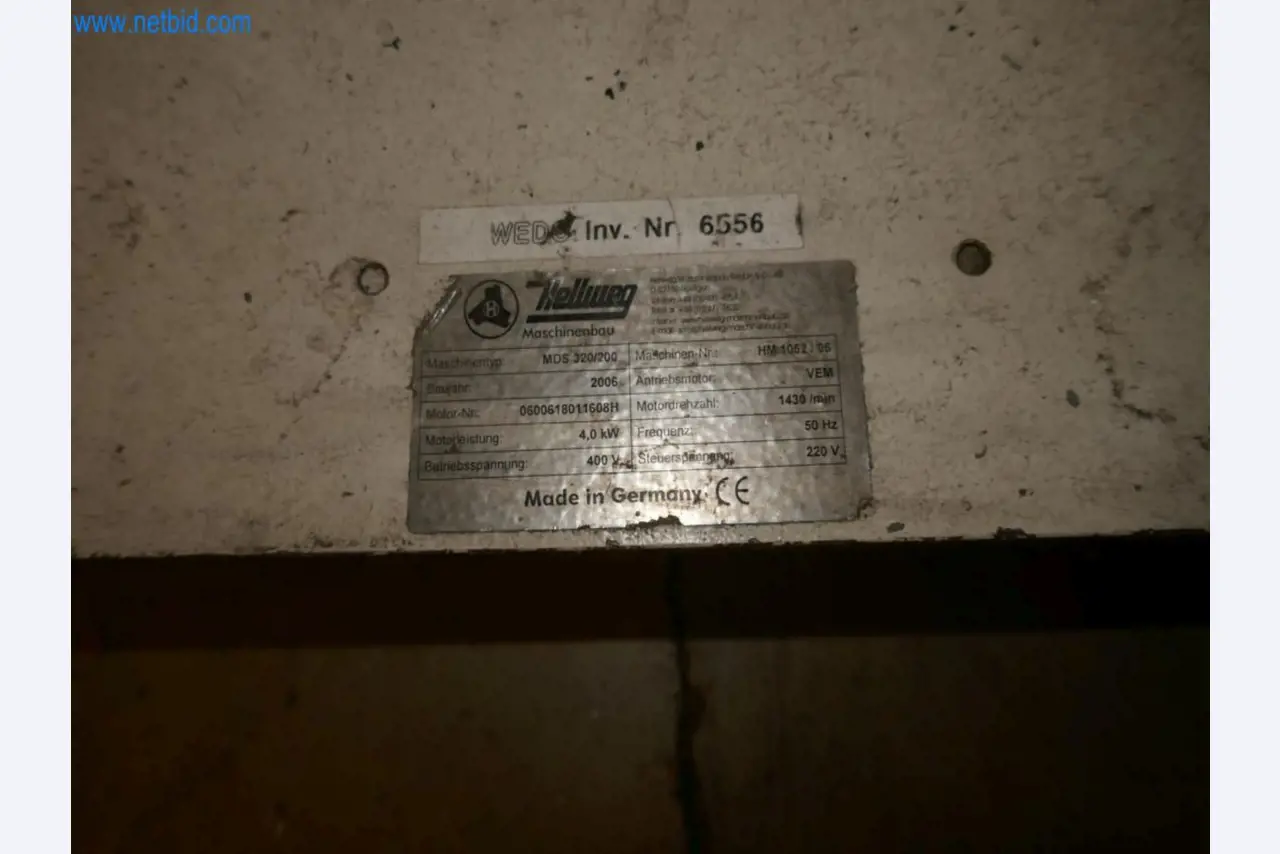 www.netbid.com
WEDO Inv. Nr. 6556
H
Hellweg
Maschinenbau
Maschinentyp: MDS 320/200 Maschinen-Nr.: HM 1052 / 06
Baujahr: 2006 Antriebsmotor: VEM
Motor-Nr.: 0600618011608H Motordrehzahl: 1430 /min
Motorleistung: 4,0 kW Frequenz: 50 Hz
Betriebsspannung: 400 V Steuerspannung: 220 V
Made in Germany CE